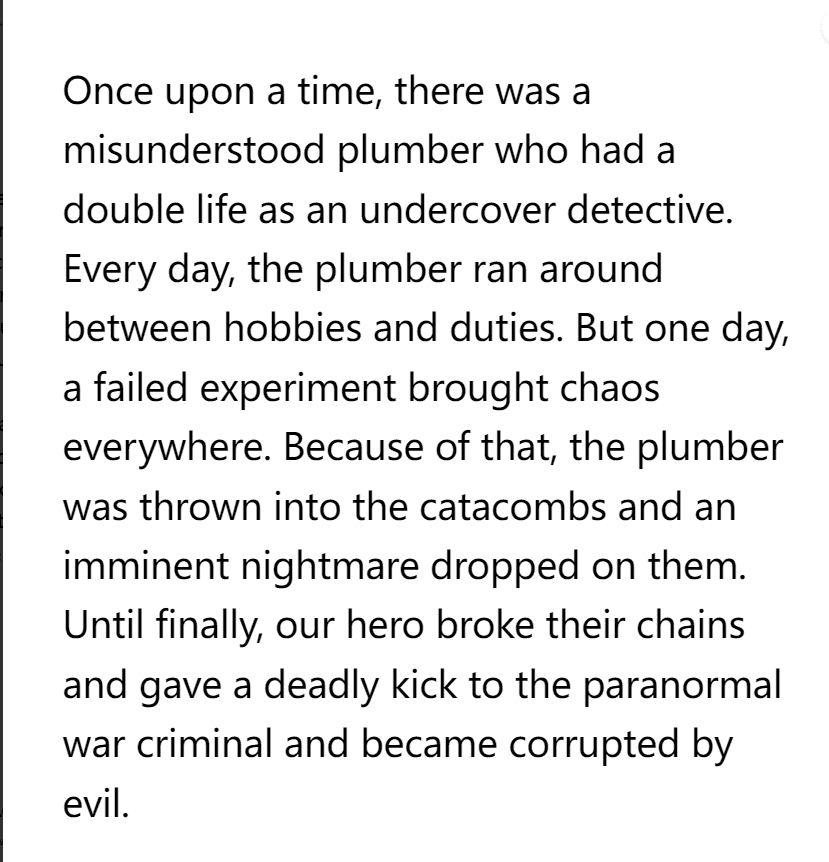 Once upon a time, there was a
misunderstood plumber who had a
double life as an undercover detective.
Every day, the plumber ran around
between hobbies and duties. But one day,
a failed experiment brought chaos
everywhere. Because of that, the plumber
was thrown into the catacombs and an
imminent nightmare dropped on them.
Until finally, our hero broke their chains
and gave a deadly kick to the paranormal
war criminal and became corrupted by
evil.